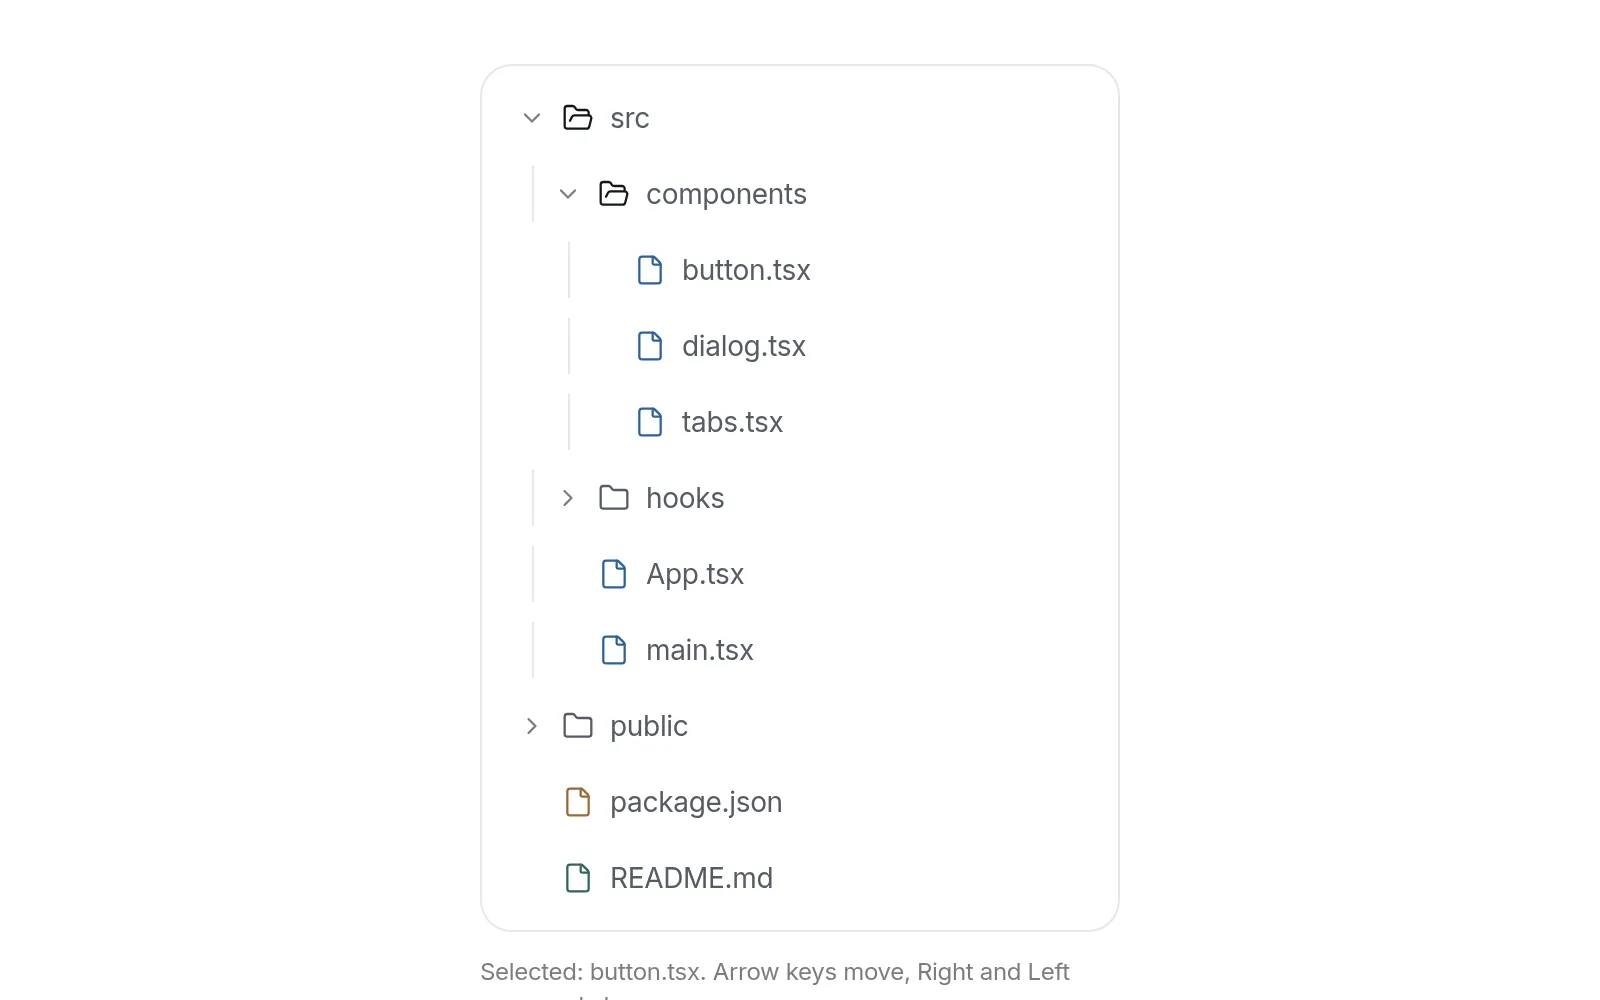 src
components
button.tsx
dialog.tsx
tabs.tsx
hooks
App.tsx
main.tsx
public
package.json
README.md
Selected: button.tsx. Arrow keys move, Right and Left